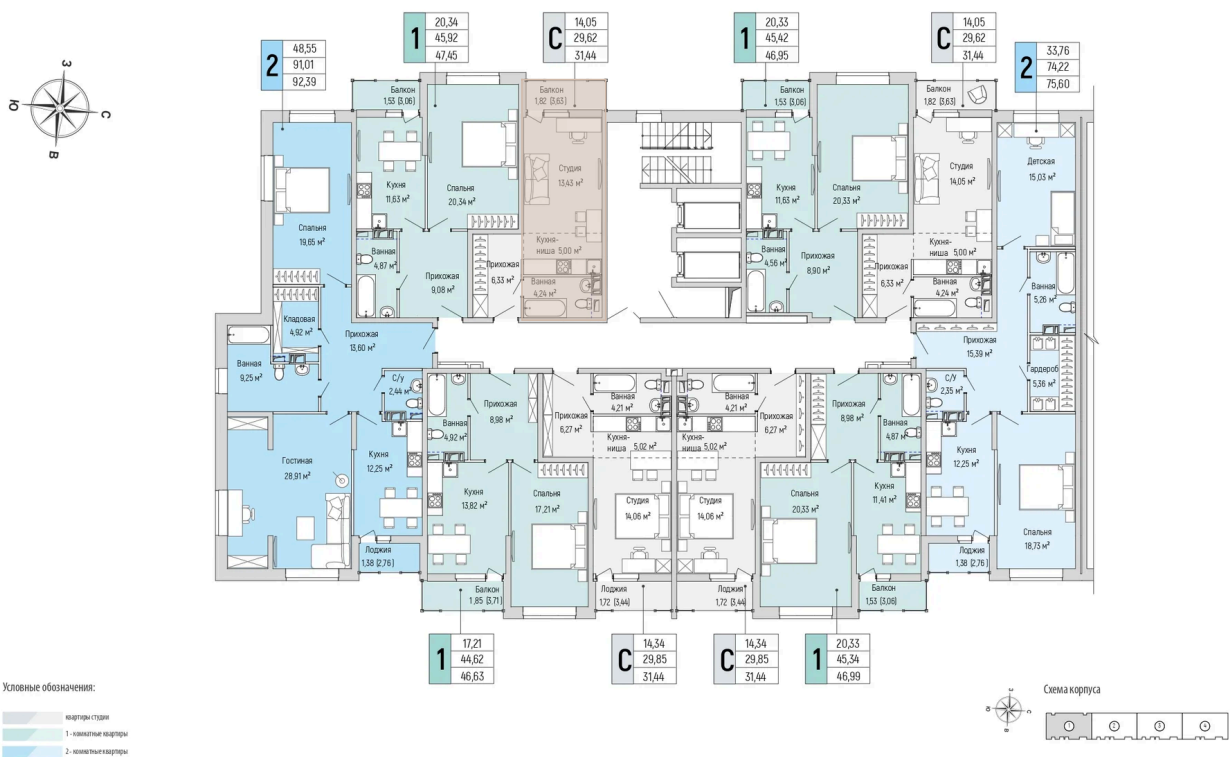 2
48,55
91,01
92,39
1
20,34
45,92
47,45
С
14,05
29,62
31,44
1
20,33
45,42
46,95
С
14,05
29,62
31,44
2
33,76
74,22
75,60
З
Ю
С
В
Балкон
1,53 (3,06)
Балкон
1,82 (3,63)
Балкон
1,53 (3,06)
Балкон
1,82 (3,63)
Спальня
19,65 м²
Кухня
11,63 м²
Спальня
20,34 м²
Студия
13,43 м²
Кухня
11,63 м²
Спальня
20,33 м²
Студия
14,05 м²
Детская
15,03 м²
Ванная
4,87 м²
Прихожая
9,08 м²
Прихожая
6,33 м²
Кухня-
ниша 5,00 м²
Ванная
4,24 м²
Ванная
4,56 м²
Прихожая
8,90 м²
Прихожая
6,33 м²
Кухня-
ниша 5,00 м²
Ванная
4,24 м²
Ванная
5,26 м²
Кладовая
4,92 м²
Прихожая
13,60 м²
Прихожая
15,39 м²
Ванная
9,25 м²
С/у
2,44 м²
Гардероб
5,36 м²
С/у
2,35 м²
Прихожая
8,98 м²
Ванная
4,92 м²
Прихожая
6,27 м²
Ванная
4,21 м²
Кухня-
ниша 5,02 м²
Ванная
4,21 м²
Кухня-
ниша 5,02 м²
Прихожая
6,27 м²
Прихожая
8,98 м²
Ванная
4,87 м²
Гостиная
28,91 м²
Кухня
12,25 м²
Кухня
13,82 м²
Спальня
17,21 м²
Студия
14,06 м²
Студия
14,06 м²
Спальня
20,33 м²
Кухня
11,41 м²
Кухня
12,25 м²
Спальня
18,73 м²
Лоджия
1,38 (2,76)
Балкон
1,85 (3,71)
Лоджия
1,72 (3,44)
Лоджия
1,72 (3,44)
Балкон
1,53 (3,06)
Лоджия
1,38 (2,76)
1
17,21
44,62
46,63
С
14,34
29,85
31,44
С
14,34
29,85
31,44
1
20,33
45,34
46,99
Условные обозначения:
квартиры студии
1 - комнатные квартиры
2 - комнатные квартиры
З
Ю
С
В
Схема корпуса
1
2
3
4